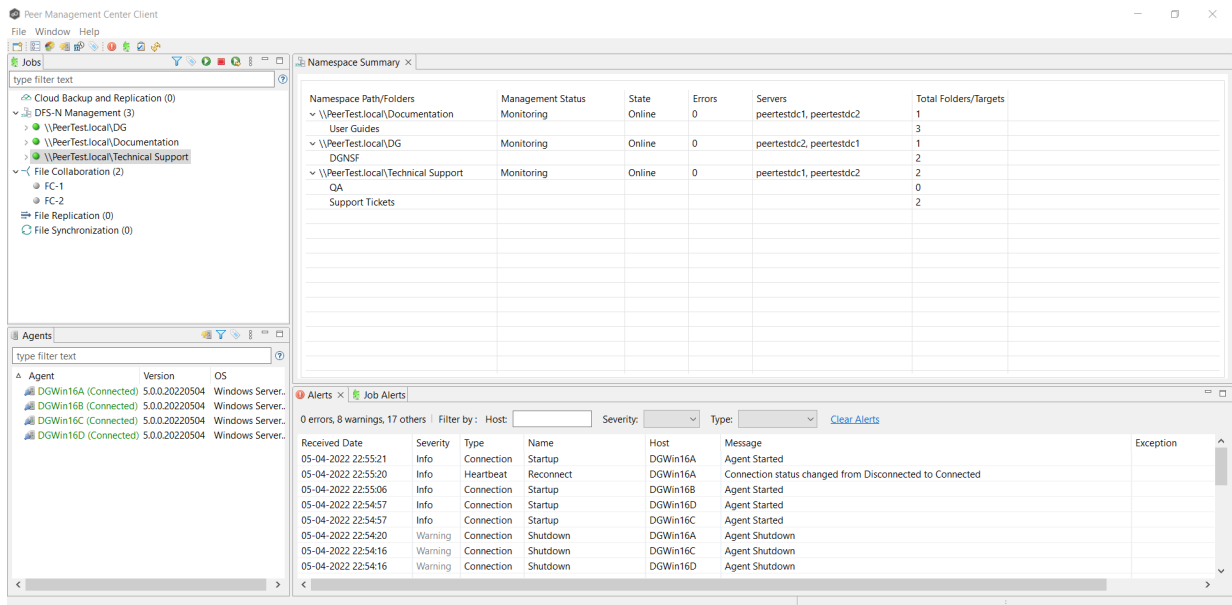 Peer Management Center Client
File Window Help
Jobs
type filter text
Cloud Backup and Replication (0)
DFS-N Management (3)
\\PeerTest.local\DG
\\PeerTest.local\Documentation
\\PeerTest.local\Technical Support
File Collaboration (2)
FC-1
FC-2
File Replication (0)
File Synchronization (0)
Namespace Summary
Namespace Path/Folders Management Status State Errors Servers Total Folders/Targets
\\PeerTest.local\Documentation Monitoring Online 0 peertestdc1, peertestdc2 1
User Guides 3
\\PeerTest.local\DG Monitoring Online 0 peertestdc2, peertestdc1 1
DGNSF 2
\\PeerTest.local\Technical Support Monitoring Online 0 peertestdc1, peertestdc2 2
QA 0
Support Tickets 2
Agents
type filter text
Agent Version OS
DGWin16A (Connected) 5.0.0.20220504 Windows Server..
DGWin16B (Connected) 5.0.0.20220504 Windows Server..
DGWin16C (Connected) 5.0.0.20220504 Windows Server..
DGWin16D (Connected) 5.0.0.20220504 Windows Server..
Alerts Job Alerts
0 errors, 8 warnings, 17 others Filter by : Host: Severity: Type: Clear Alerts
Received Date Severity Type Name Host Message Exception
05-04-2022 22:55:21 Info Connection Startup DGWin16A Agent Started
05-04-2022 22:55:20 Info Heartbeat Reconnect DGWin16A Connection status changed from Disconnected to Connected
05-04-2022 22:55:06 Info Connection Startup DGWin16B Agent Started
05-04-2022 22:54:57 Info Connection Startup DGWin16D Agent Started
05-04-2022 22:54:57 Info Connection Startup DGWin16C Agent Started
05-04-2022 22:54:20 Warning Connection Shutdown DGWin16A Agent Shutdown
05-04-2022 22:54:16 Warning Connection Shutdown DGWin16C Agent Shutdown
05-04-2022 22:54:16 Warning Connection Shutdown DGWin16D Agent Shutdown